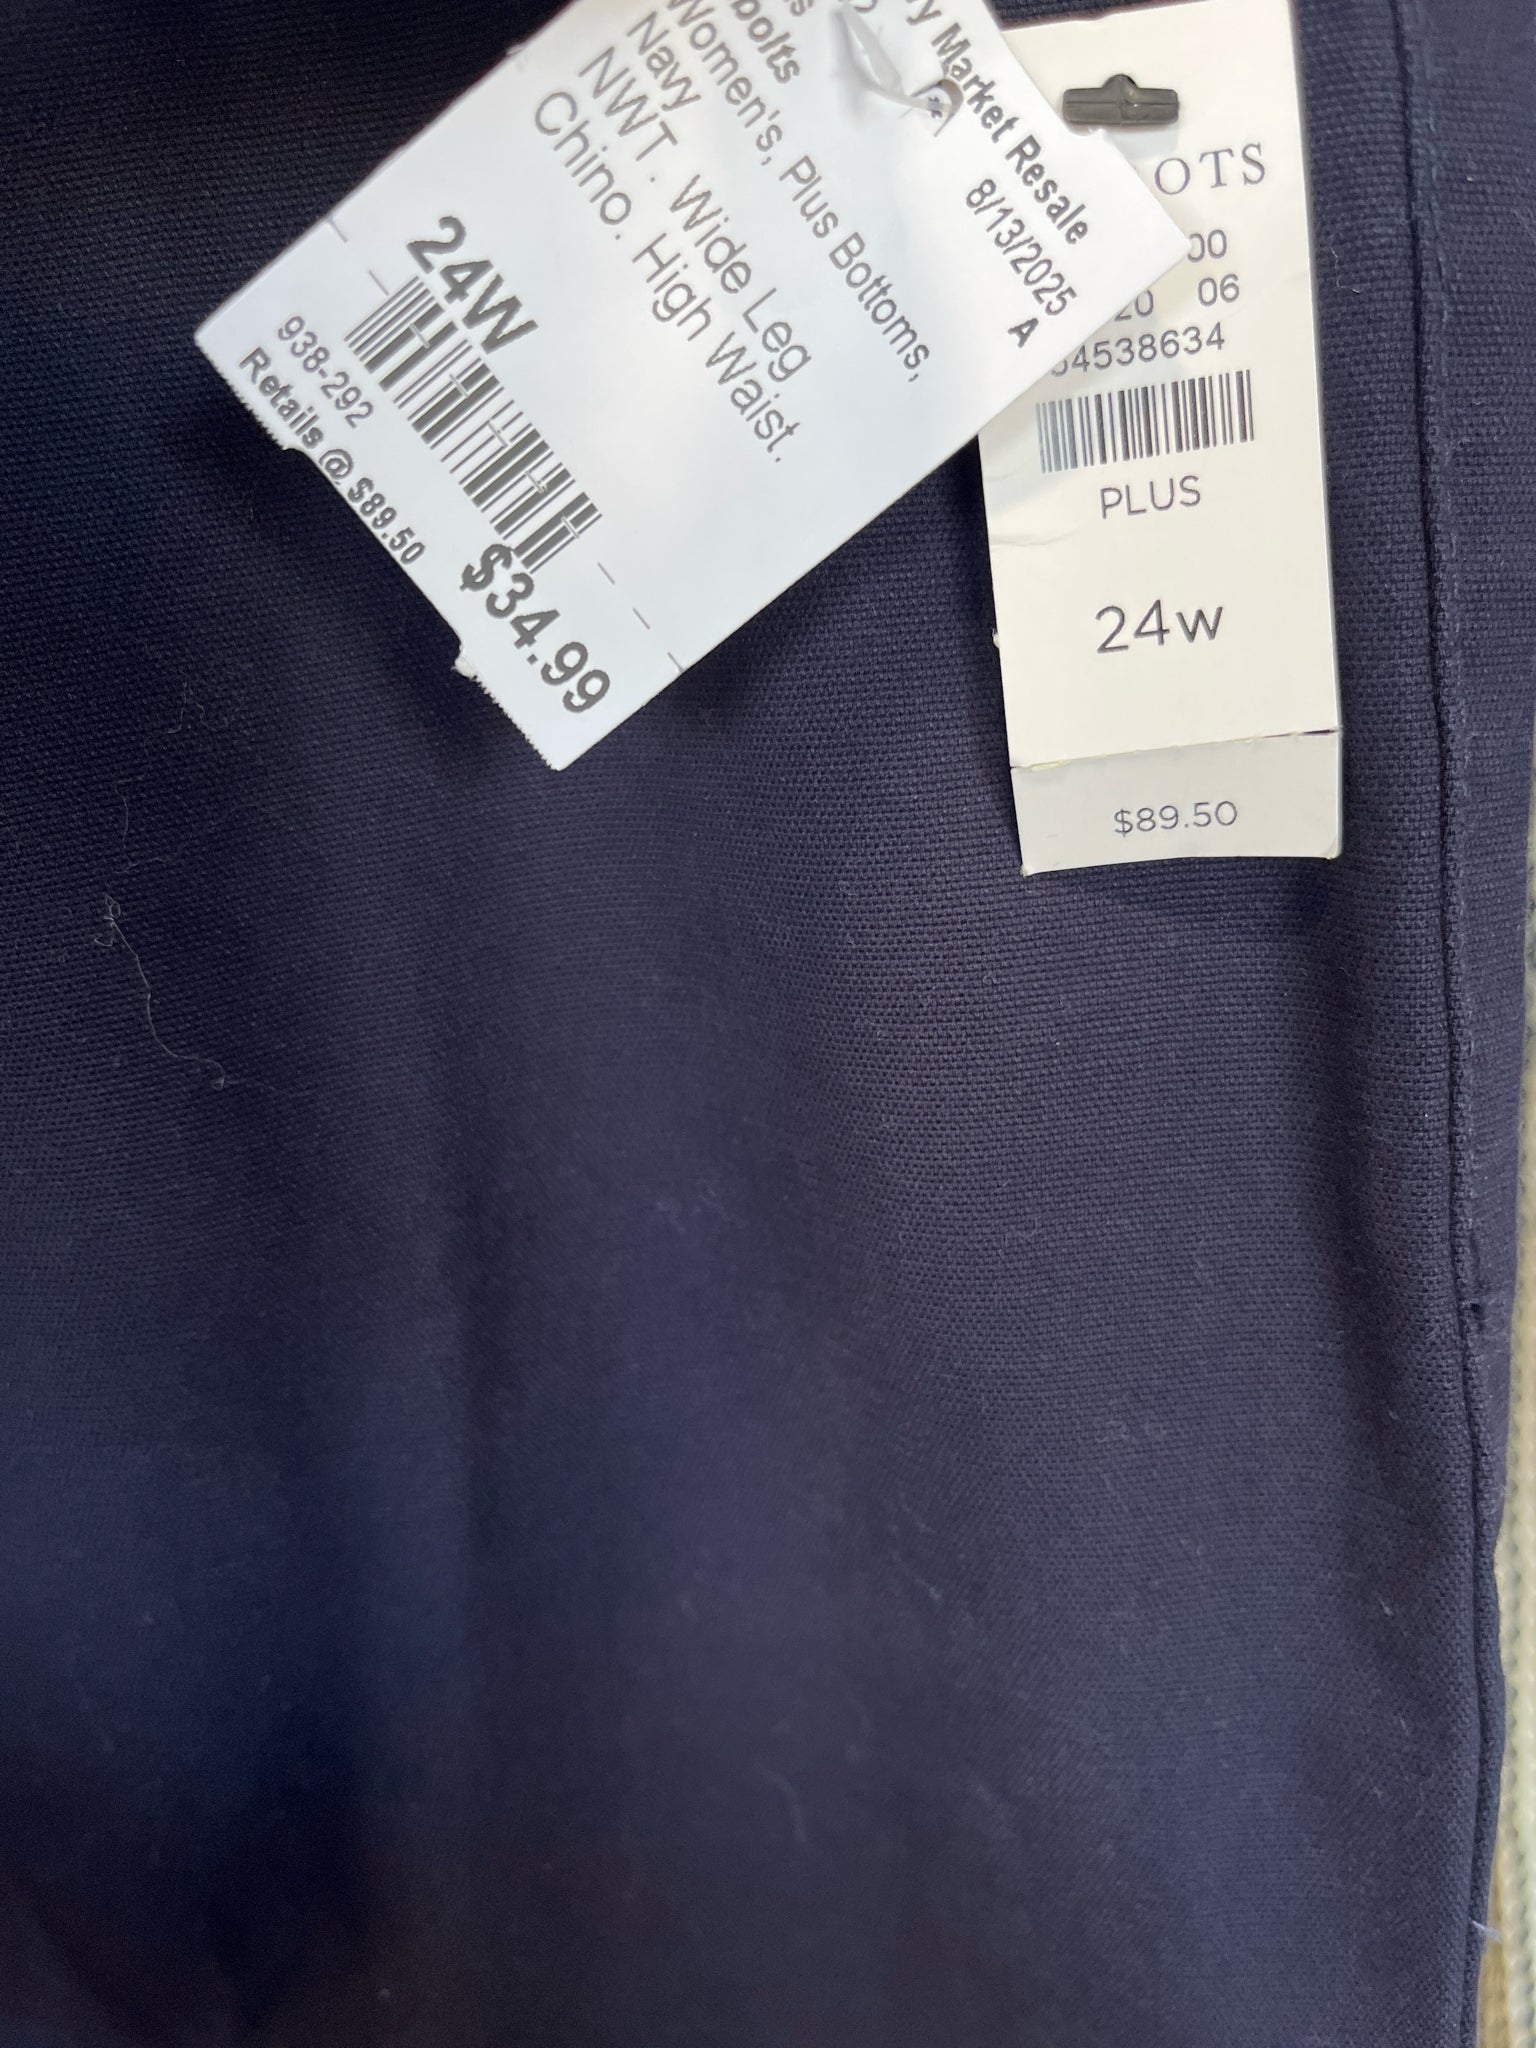 Market Resale
8/13/2025
A
Women's, Plus Bottoms,
Navy
NWT. Wide Leg
Chino. High Waist.
24W
938-292
Retails @ $89.50
$34.99
OTS
00
20 06
4538634
PLUS
24W
$89.50